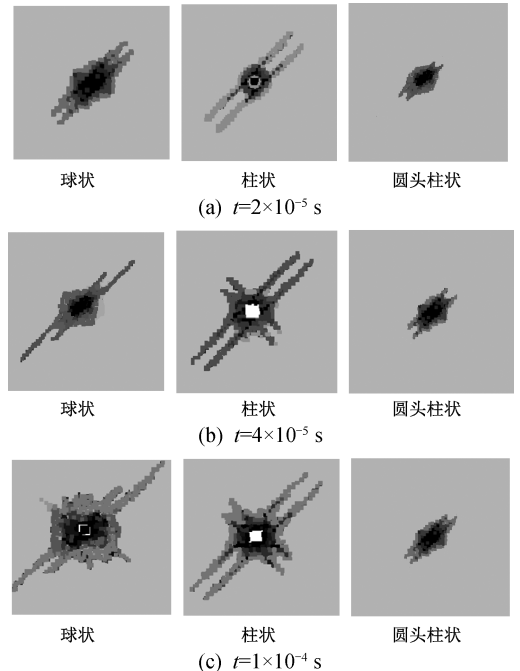 球状 柱状 圆头柱状
(a) t=2×10⁻⁵ s
球状 柱状 圆头柱状
(b) t=4×10⁻⁵ s
球状 柱状 圆头柱状
(c) t=1×10⁻⁴ s